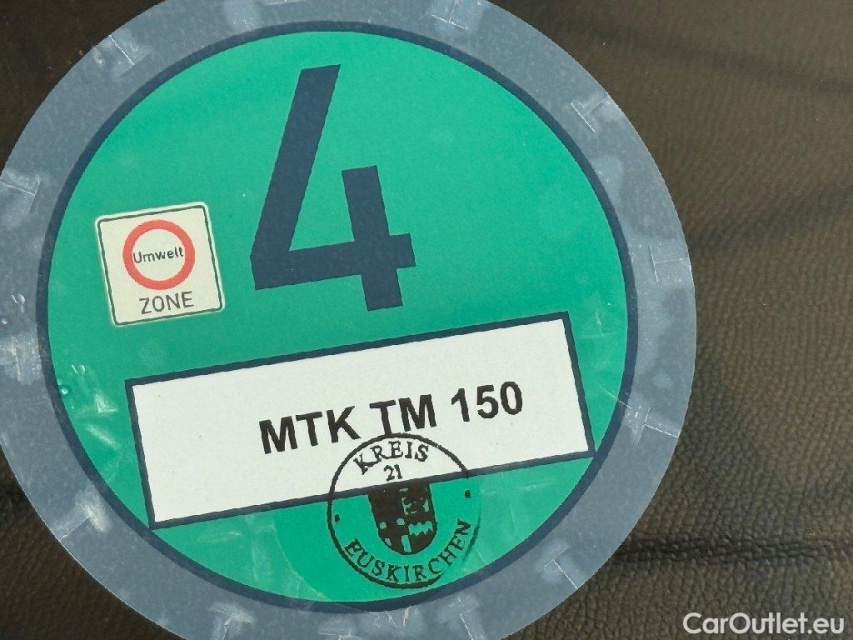 4
Umwelt
ZONE
MTK TM 150
KREIS
21
EUSKIRCHEN
CarOutlet.eu